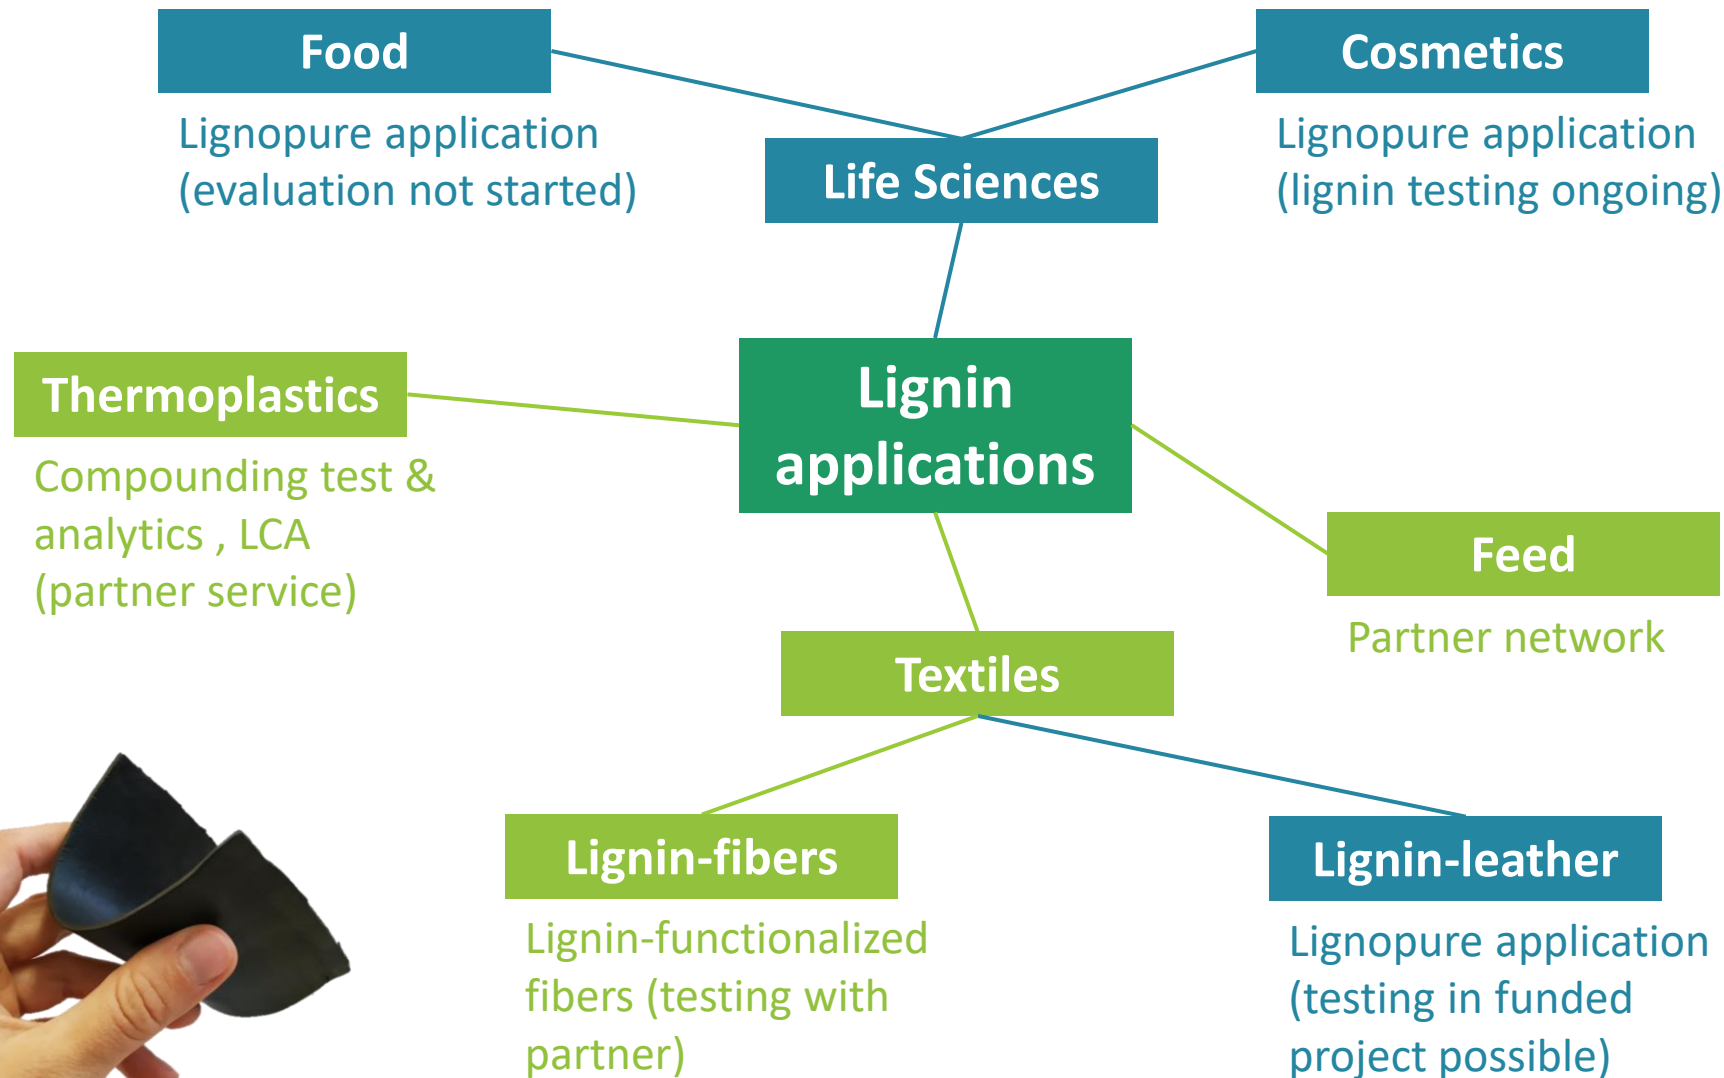 Food
Lignopure application
(evaluation not started)
Cosmetics
Lignopure application
(lignin testing ongoing)
Life Sciences
Thermoplastics
Compounding test &
analytics , LCA
(partner service)
Lignin
applications
Feed
Partner network
Textiles
Lignin-fibers
Lignin-functionalized
fibers (testing with
partner)
Lignin-leather
Lignopure application
(testing in funded
project possible)